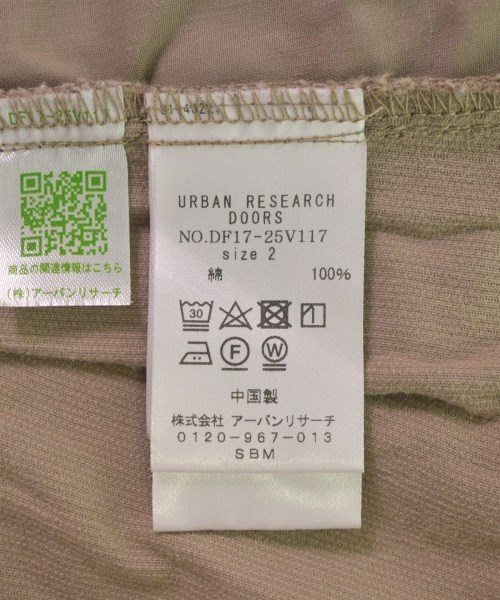 DF17-25V117
商品の関連情報はこちら
(株)アーバンリサーチ
URBAN RESEARCH
DOORS
NO.DF17-25V117
size 2
綿 100%
30
F W
中国製
株式会社 アーバンリサーチ
0120-967-013
SBM